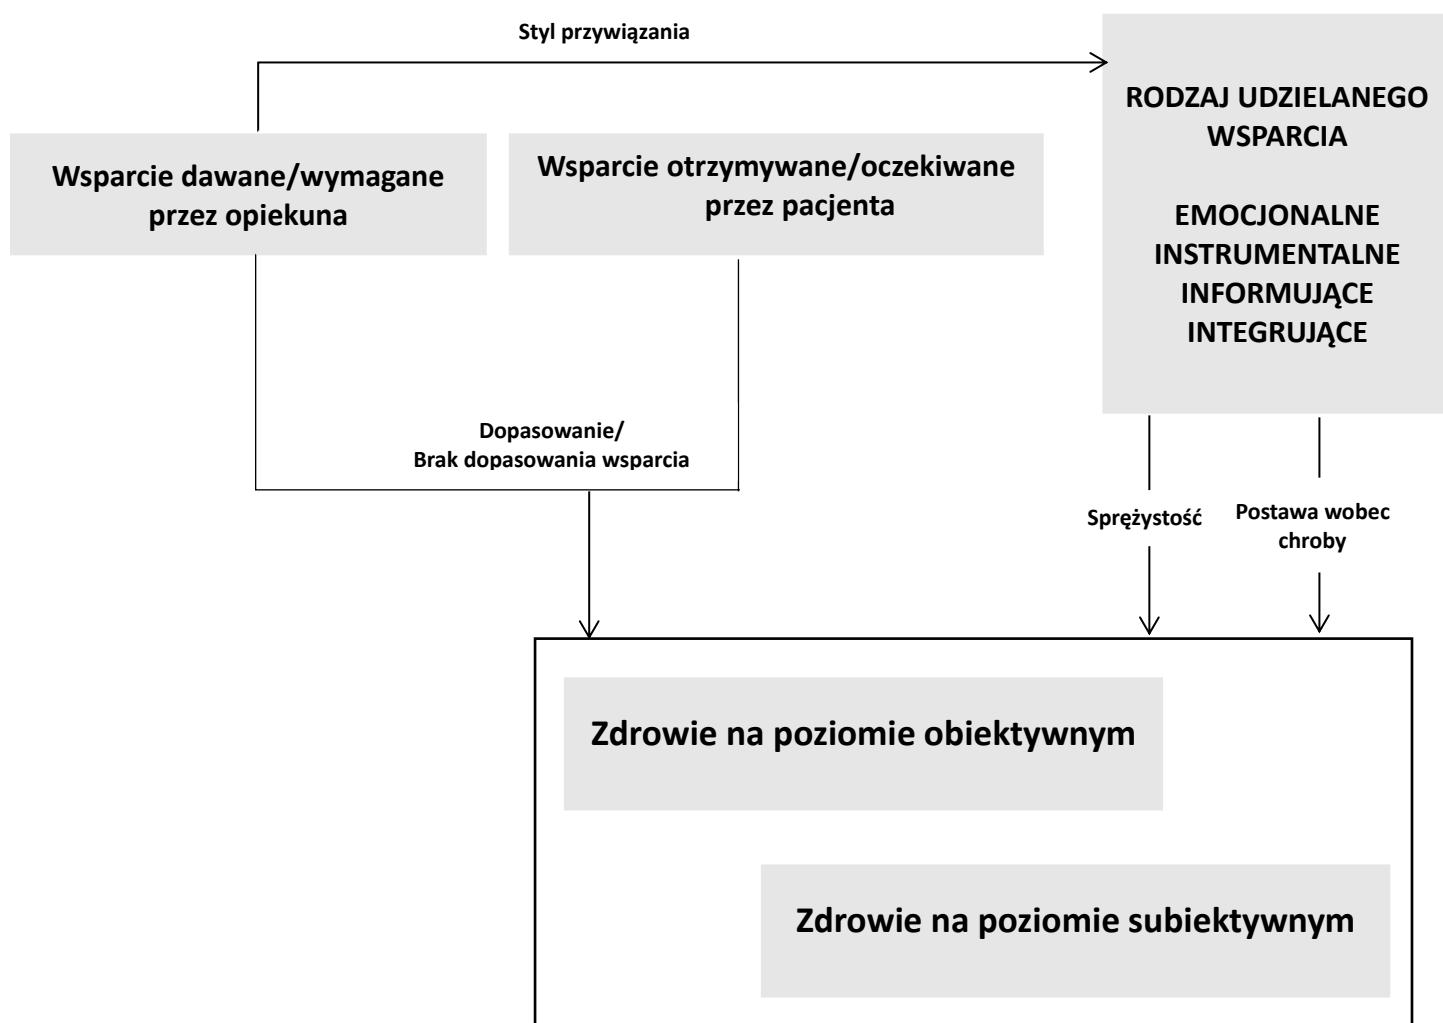 Styl przywiązania
RODZAJ UDZIELANEGO
WSPARCIA
EMOCJONALNE
INSTRUMENTALNE
INFORMUJĄCE
INTEGRUJĄCE
Wsparcie dawane/wymagane
przez opiekuna
Wsparcie otrzymywane/oczekiwane
przez pacjenta
Dopasowanie/
Brak dopasowania wsparcia
Sprężystość
Postawa wobec
chroby
Zdrowie na poziomie obiektywnym
Zdrowie na poziomie subiektywnym